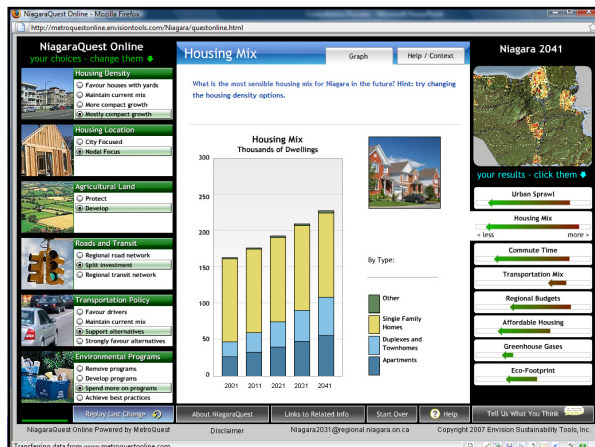 NiagaraQuest Online - Mozilla Firefox
http://metroquestonline.envisiontools.com/Niagara/questonline.html
NiagaraQuest Online
your choices - change them
Housing Density
Favour houses with yards
Maintain current mix
More compact growth
Mostly compact growth
Housing Location
City Focused
Nodal Focus
Agricultural Land
Protect
Develop
Roads and Transit
Regional road network
Split investment
Regional transit network
Transportation Policy
Favour drivers
Maintain current mix
Support alternatives
Strongly favour alternatives
Environmental Programs
Remove programs
Develop programs
Spend more on programs
Achieve best practices
Replay Last Change
Housing Mix
Graph
Help / Context
What is the most sensible housing mix for Niagara in the future? Hint: try changing
the housing density options.
Housing Mix
Thousands of Dwellings
300
250
200
150
100
50
0
2001 2011 2021 2031 2041
By Type:
Other
Single Family
Homes
Duplexes and
Townhomes
Apartments
Niagara 2041
your results - click them
Urban Sprawl
Housing Mix
« less more »
Commute Time
Transportation Mix
Regional Budgets
Affordable Housing
Greenhouse Gases
Eco-Footprint
About NiagaraQuest
Links to Related Info
Start Over
? Help
Tell Us What You Think
NiagaraQuest Online Powered by MetroQuest
Disclaimer
Niagara2031@regional.niagara.on.ca
Copyright 2007 Envision Sustainability Tools, Inc.
Transferring data from www.metroquestonline.com